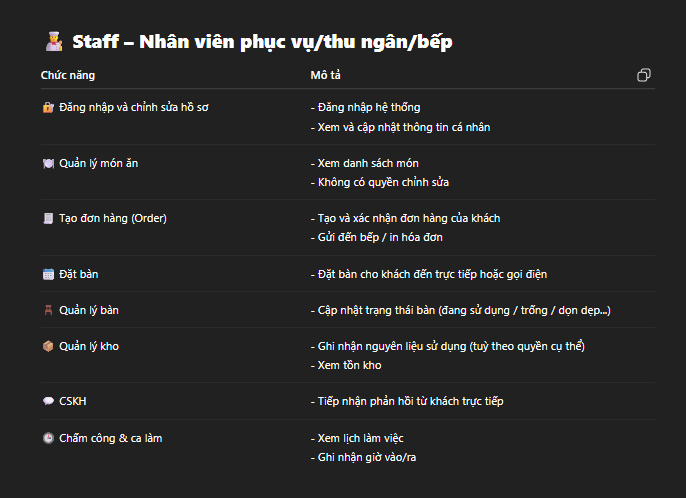 Staff – Nhân viên phục vụ/thu ngân/bếp
Chức năng Mô tả
Đăng nhập và chỉnh sửa hồ sơ - Đăng nhập hệ thống
- Xem và cập nhật thông tin cá nhân
Quản lý món ăn - Xem danh sách món
- Không có quyền chỉnh sửa
Tạo đơn hàng (Order) - Tạo và xác nhận đơn hàng của khách
- Gửi đến bếp / in hóa đơn
Đặt bàn - Đặt bàn cho khách đến trực tiếp hoặc gọi điện
Quản lý bàn - Cập nhật trạng thái bàn (đang sử dụng / trống / dọn dẹp...)
Quản lý kho - Ghi nhận nguyên liệu sử dụng (tuỳ theo quyền cụ thể)
- Xem tồn kho
CSKH - Tiếp nhận phản hồi từ khách trực tiếp
Chấm công & ca làm - Xem lịch làm việc
- Ghi nhận giờ vào/ra